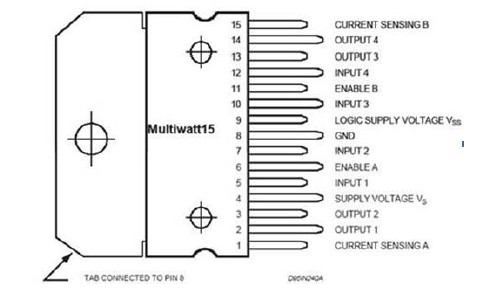 15 CURRENT SENSING B
14 OUTPUT 4
13 OUTPUT 3
12 INPUT 4
11 ENABLE B
10 INPUT 3
Multiwatt15
9 LOGIC SUPPLY VOLTAGE VSS
8 GND
7 INPUT 2
6 ENABLE A
5 INPUT 1
4 SUPPLY VOLTAGE VS
3 OUTPUT 2
2 OUTPUT 1
1 CURRENT SENSING A
TAB CONNECTED TO PIN 8
D95IN240A